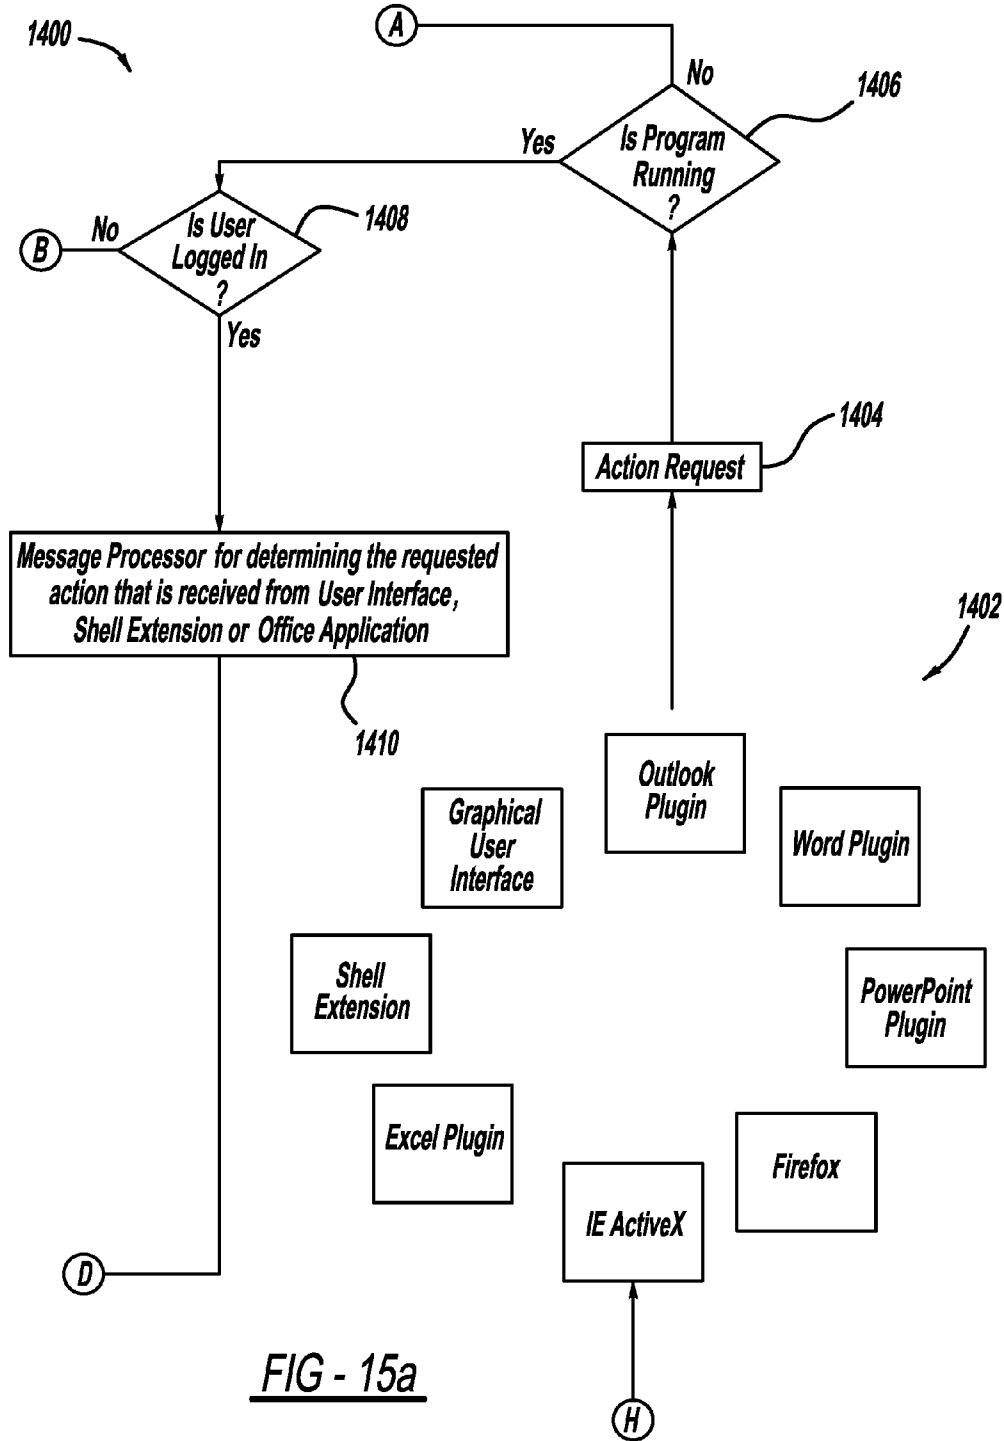 1400
A
No
1406
Is Program
Running
?
Yes
Is User
Logged In
?
1408
No
B
Yes
1404
Action Request
Message Processor for determining the requested
action that is received from User Interface,
Shell Extension or Office Application
1410
1402
Outlook
Plugin
Graphical
User
Interface
Word Plugin
Shell
Extension
PowerPoint
Plugin
Excel Plugin
Firefox
IE ActiveX
D
H
FIG - 15a